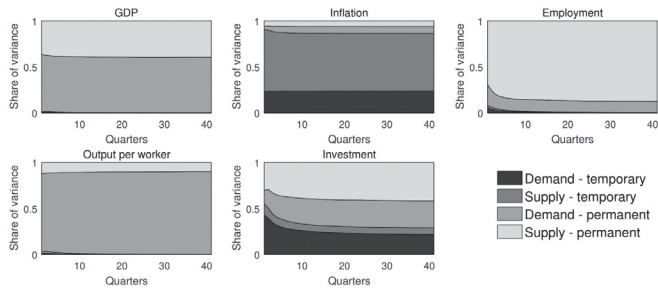 GDP
Share of variance
1
0.5
0
10 20 30 40
Quarters
Inflation
Share of variance
1
0.5
0
10 20 30 40
Quarters
Employment
Share of variance
1
0.5
0
10 20 30 40
Quarters
Output per worker
Share of variance
1
0.5
0
10 20 30 40
Quarters
Investment
Share of variance
1
0.5
0
10 20 30 40
Quarters
Demand - temporary
Supply - temporary
Demand - permanent
Supply - permanent